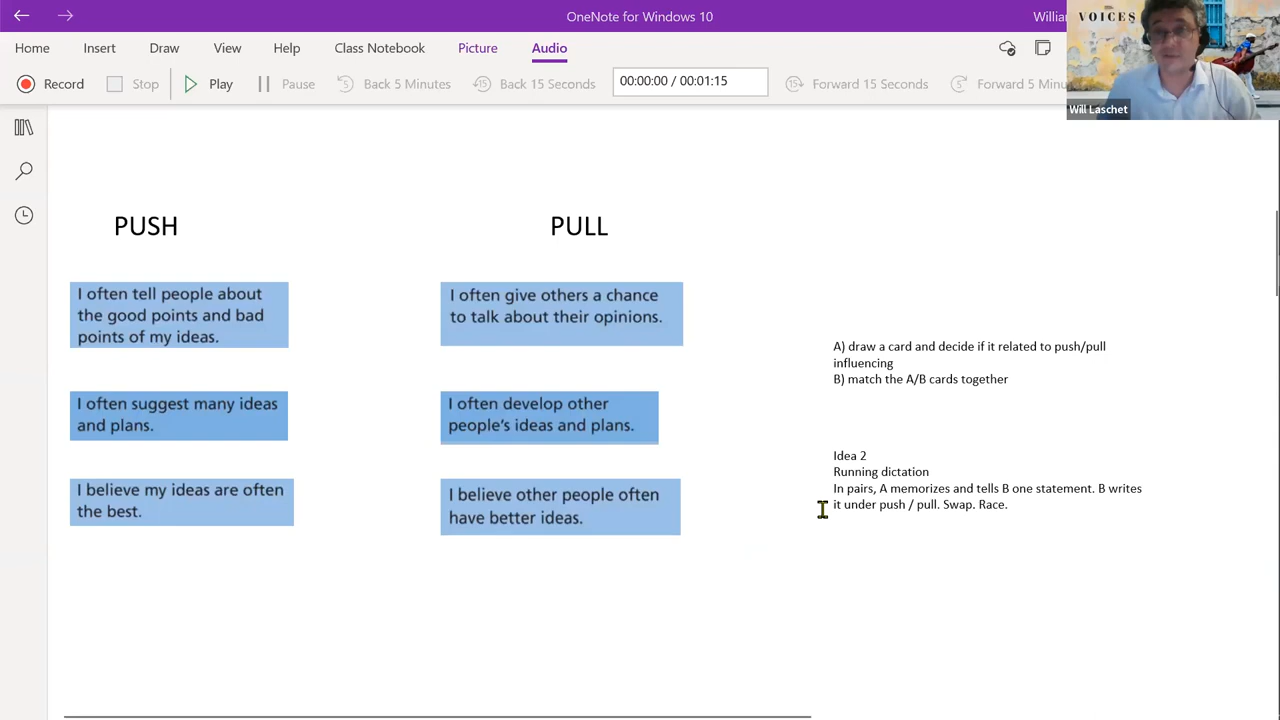 OneNote for Windows 10
Willian
VOICES
Home
Insert
Draw
View
Help
Class Notebook
Picture
Audio
Record
Stop
Play
Pause
Back 5 Minutes
Back 15 Seconds
00:00:00 / 00:01:15
Forward 15 Seconds
Forward 5 Minu
Will Laschet
PUSH
PULL
I often tell people about
the good points and bad
points of my ideas.
I often give others a chance
to talk about their opinions.
I often suggest many ideas
and plans.
I often develop other
people's ideas and plans.
I believe my ideas are often
the best.
I believe other people often
have better ideas.
A) draw a card and decide if it related to push/pull
influencing
B) match the A/B cards together
Idea 2
Running dictation
In pairs, A memorizes and tells B one statement. B writes
it under push / pull. Swap. Race.